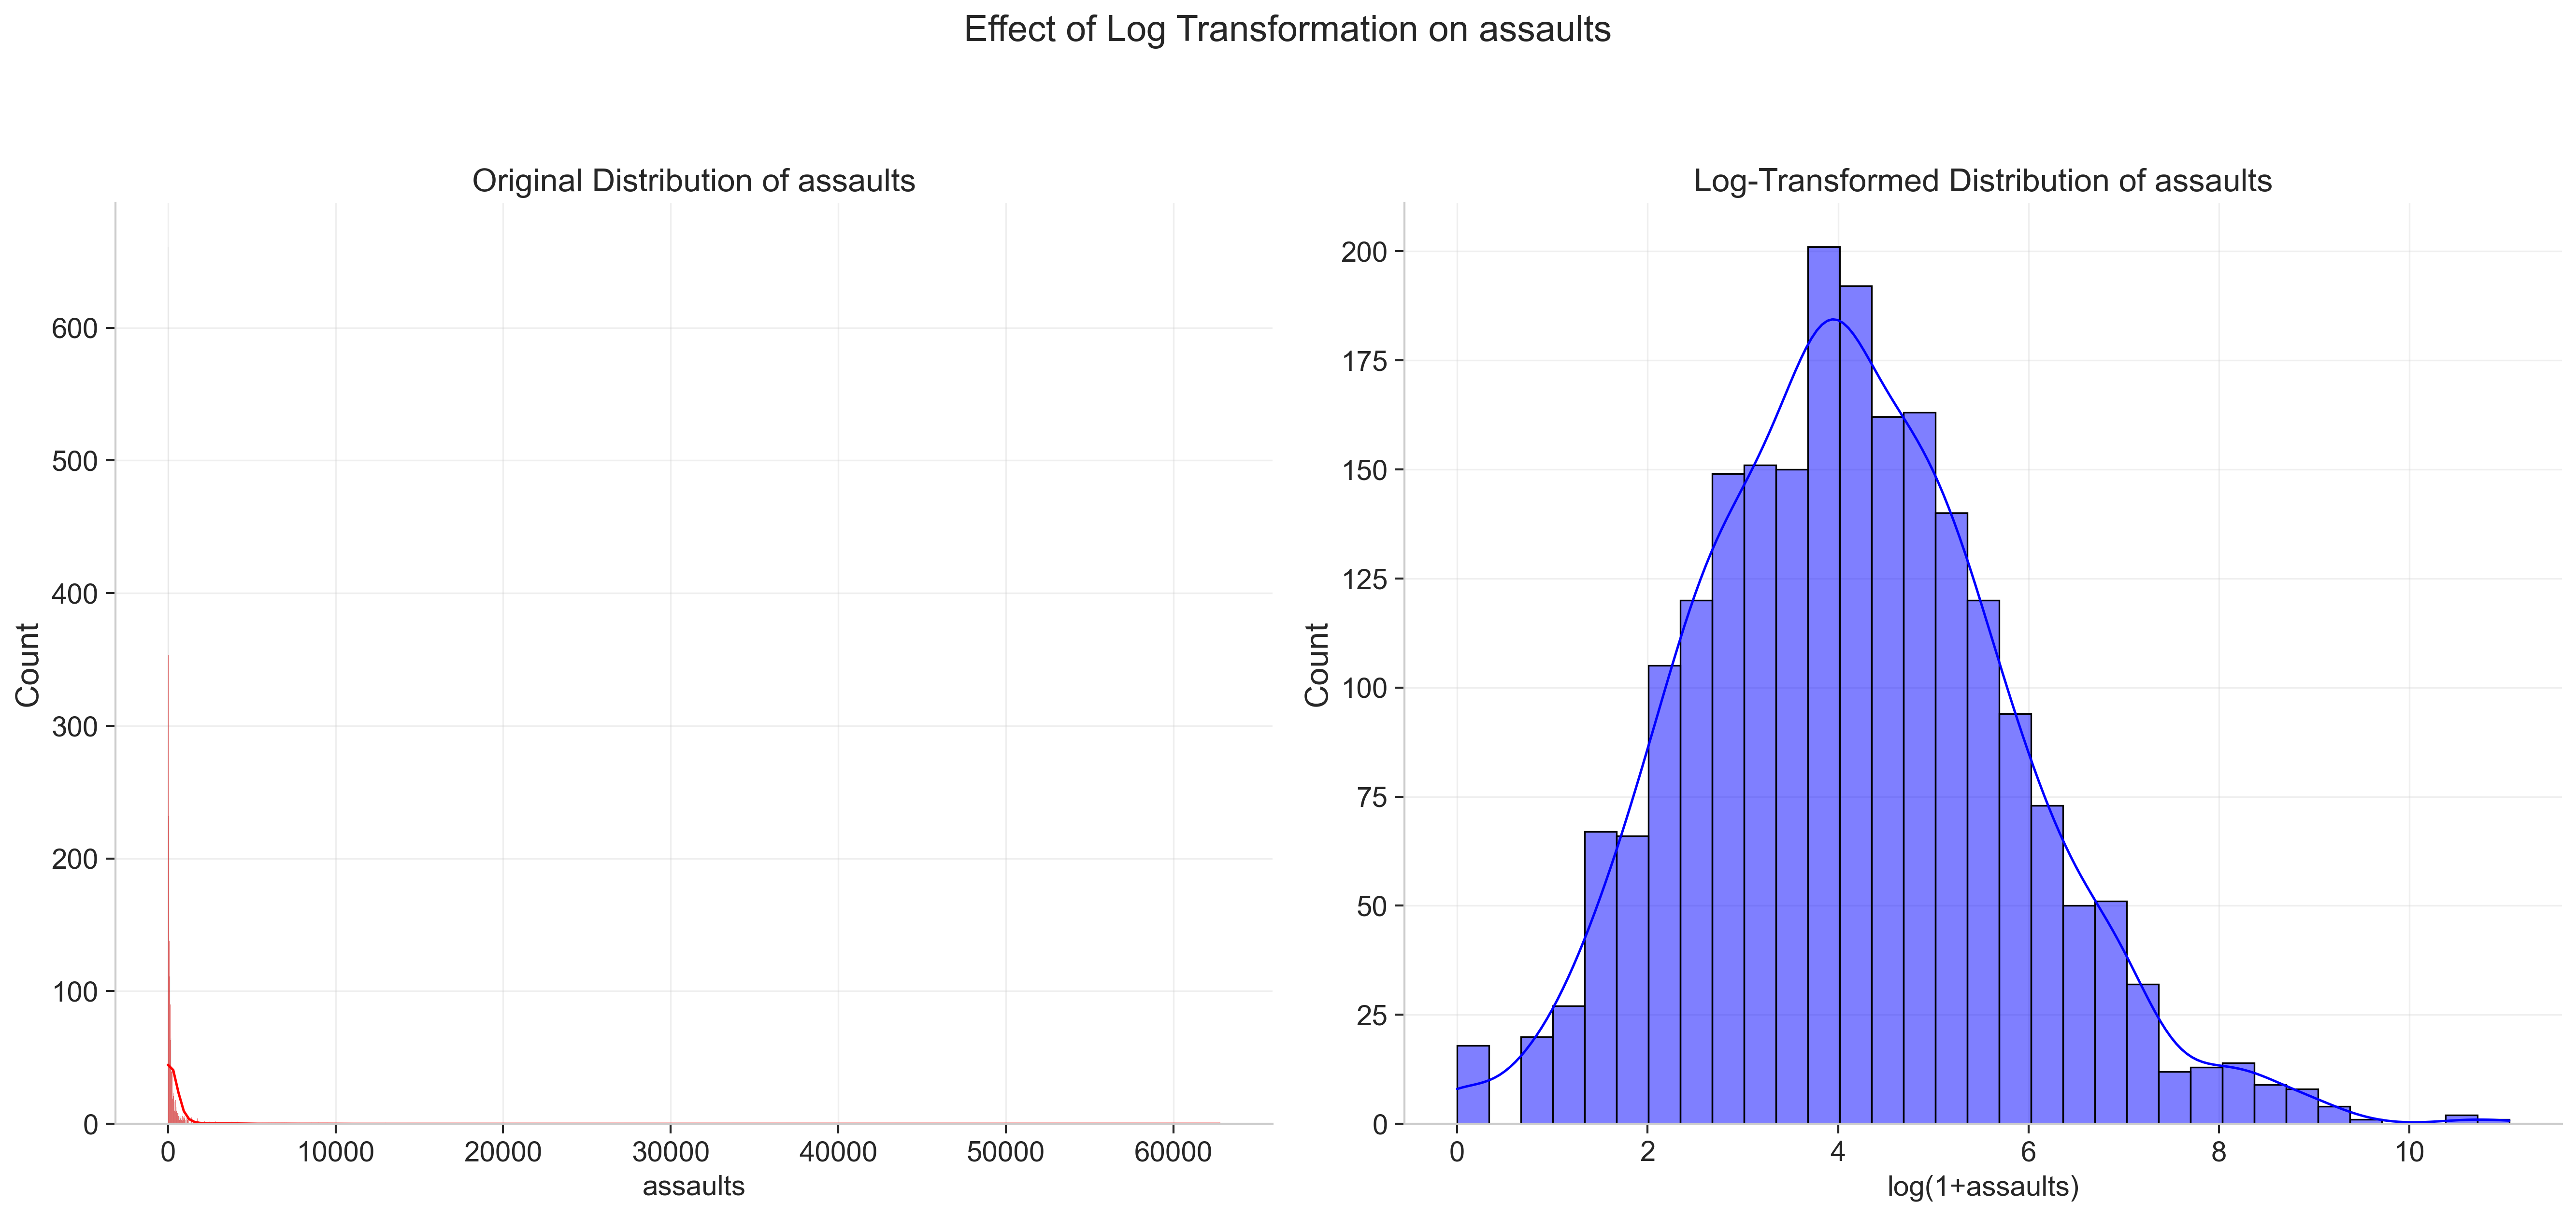 Effect of Log Transformation on assaults
Original Distribution of assaults
Count
600
500
400
300
200
100
0
0 10000 20000 30000 40000 50000 60000
assaults
Log-Transformed Distribution of assaults
Count
200
175
150
125
100
75
50
25
0
0 2 4 6 8 10
log(1+assaults)